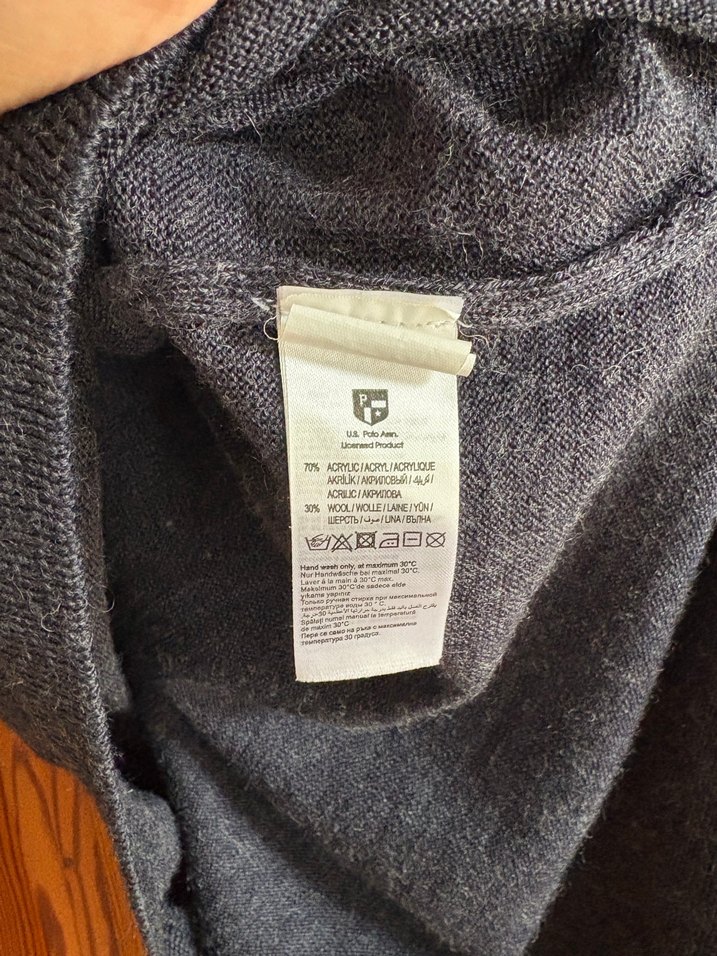 P
U.S. Polo Assn.
Licensed Product
70% ACRYLIC / ACRYL / ACRYLIQUE
AKRİLİK / АКРИЛОВЫЙ / أكريليك /
ACRILIC / АКРИЛОВА
30% WOOL / WOLLE / LAINE / YÜN /
ШЕРСТЬ / صوف / LINA / ВЪЛНА
Hand wash only, at maximum 30°C
Nur Handwäsche bei maximal 30°C.
Laver à la main à 30°C max.
Maksimum 30°C'de sadece elde
yıkama yapınız
Только ручная стирка при максимальной
температуре воды 30 ° C.
Spălați numai manual la temperatură
de maxim 30°C
Пере се само на ръка с максимална
температура 30 градуса.